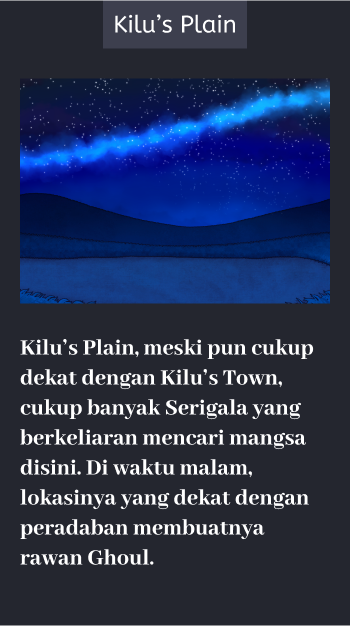 Kilu's Plain
Kilu's Plain, meski pun cukup
dekat dengan Kilu's Town,
cukup banyak Serigala yang
berkeliaran mencari mangsa
disini. Di waktu malam,
lokasinya yang dekat dengan
peradaban membuatnya
rawan Ghoul.